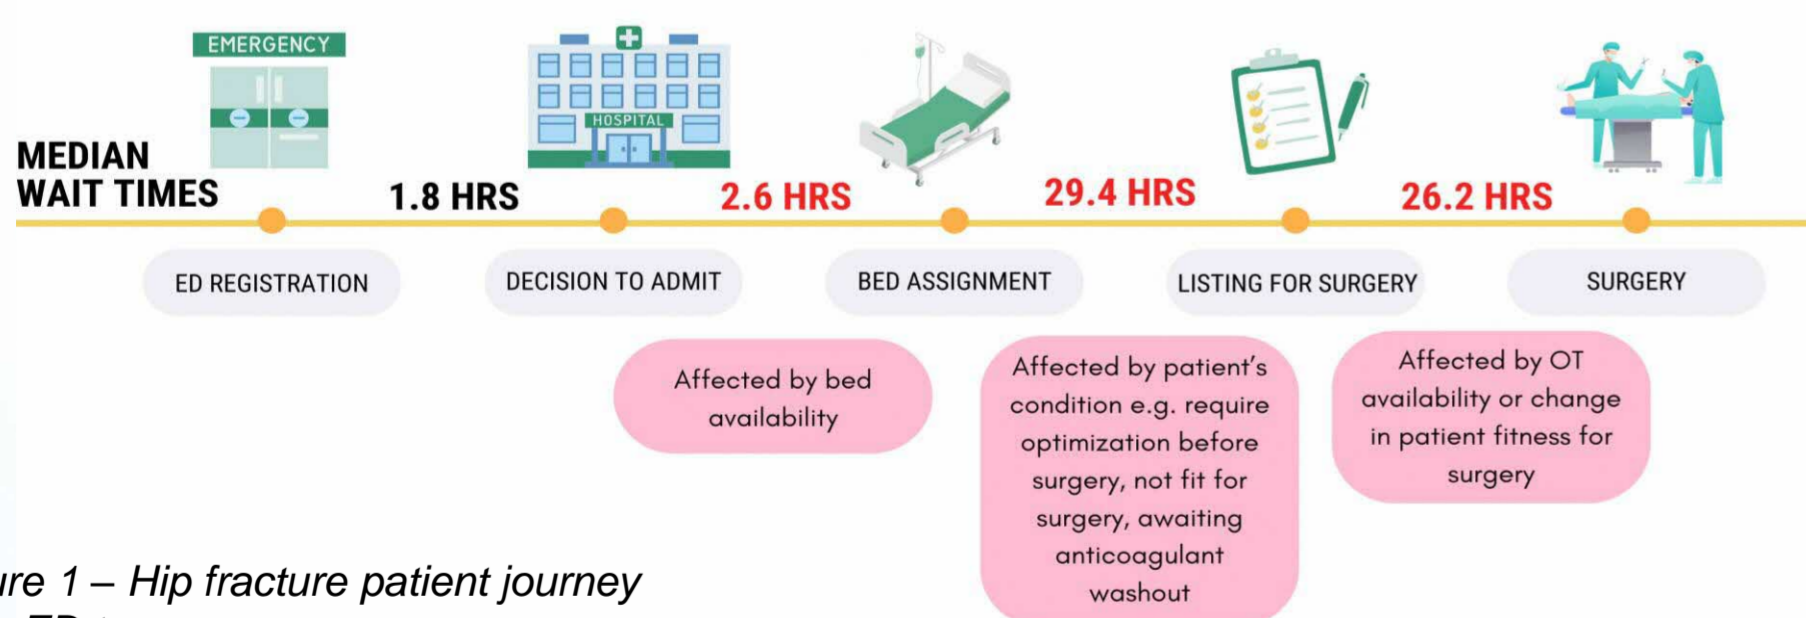 EMERGENCY
HOSPITAL
MEDIAN
WAIT TIMES
1.8 HRS
2.6 HRS
29.4 HRS
26.2 HRS
ED REGISTRATION
DECISION TO ADMIT
BED ASSIGNMENT
LISTING FOR SURGERY
SURGERY
Affected by bed
availability
Affected by patient's
condition e.g. require
optimization before
surgery, not fit for
surgery, awaiting
anticoagulant
washout
Affected by OT
availability or change
in patient fitness for
surgery
1 – Hip fracture patient journey